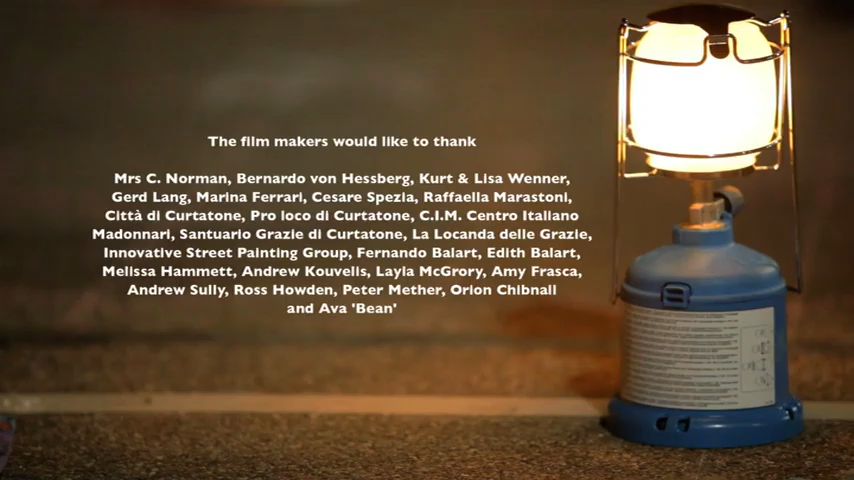 The film makers would like to thank
Mrs C. Norman, Bernardo von Hessberg, Kurt & Lisa Wenner,
Gerd Lang, Marina Ferrari, Cesare Spezia, Raffaella Marastoni,
Città di Curtatone, Pro loco di Curtatone, C.I.M. Centro Italiano
Madonnari, Santuario Grazie di Curtatone, La Locanda delle Grazie,
Innovative Street Painting Group, Fernando Balart, Edith Balart,
Melissa Hammett, Andrew Kouvelis, Layla McGrory, Amy Frasca,
Andrew Sully, Ross Howden, Peter Mether, Orion Chibnall
and Ava 'Bean'